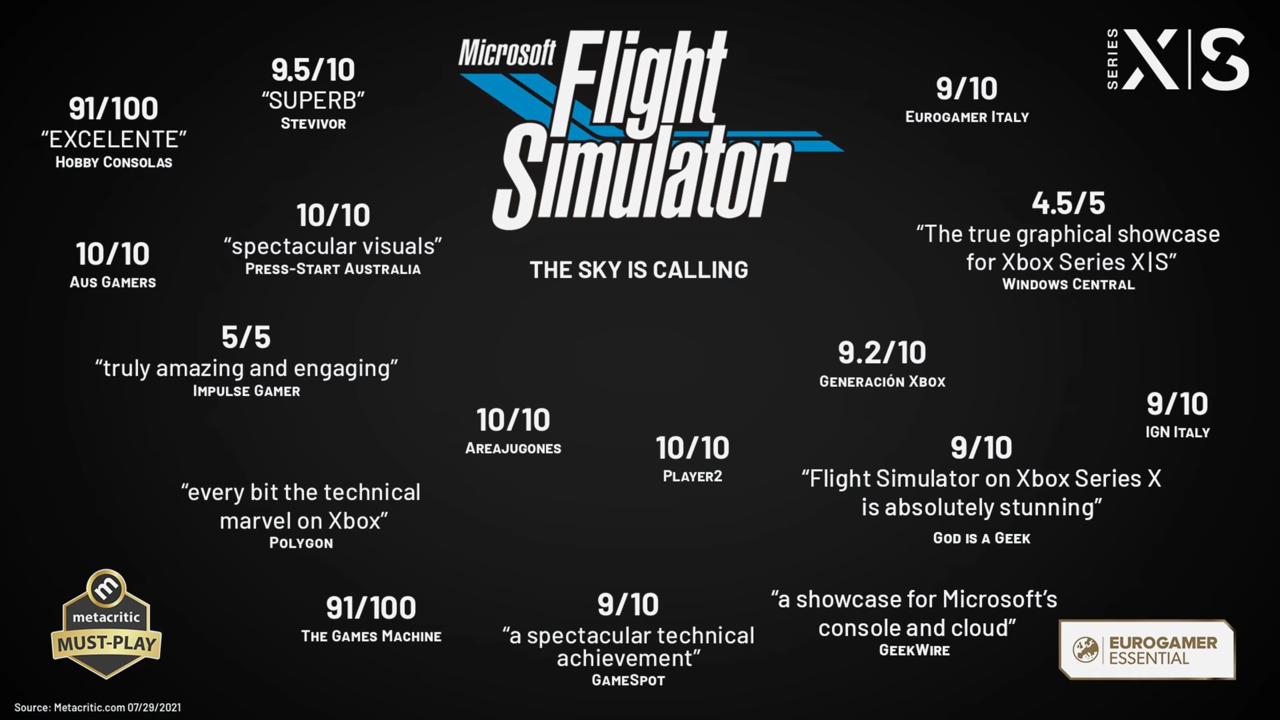 Microsoft
Flight
Simulator
THE SKY IS CALLING
SERIES X|S
9.5/10
“SUPERB”
STEVIVOR
91/100
“EXCELENTE”
HOBBY CONSOLAS
9/10
EUROGAMER ITALY
10/10
“spectacular visuals”
PRESS-START AUSTRALIA
10/10
AUS GAMERS
4.5/5
“The true graphical showcase
for Xbox Series X|S”
WINDOWS CENTRAL
5/5
“truly amazing and engaging”
IMPULSE GAMER
9.2/10
GENERACIÓN XBOX
10/10
AREAJUGONES
10/10
PLAYER2
9/10
IGN ITALY
9/10
“Flight Simulator on Xbox Series X
is absolutely stunning”
GOD IS A GEEK
“every bit the technical
marvel on Xbox”
POLYGON
m
metacritic
MUST-PLAY
91/100
THE GAMES MACHINE
9/10
“a spectacular technical
achievement”
GAMESPOT
“a showcase for Microsoft’s
console and cloud”
GEEKWIRE
EUROGAMER
ESSENTIAL
Source: Metacritic.com 07/29/2021